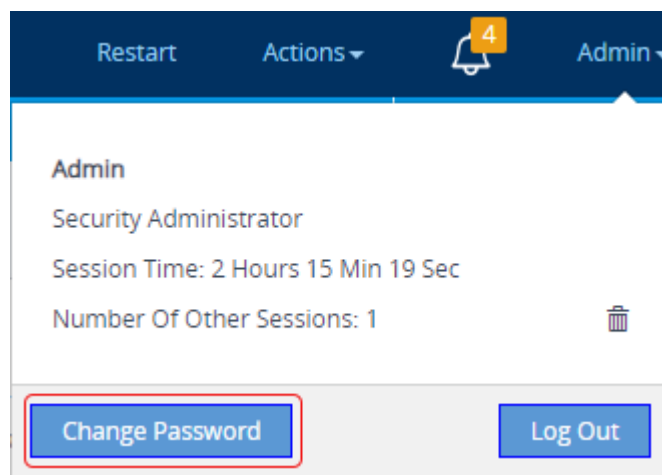 Restart Actions 4 Admin
Admin
Security Administrator
Session Time: 2 Hours 15 Min 19 Sec
Number Of Other Sessions: 1
Change Password Log Out